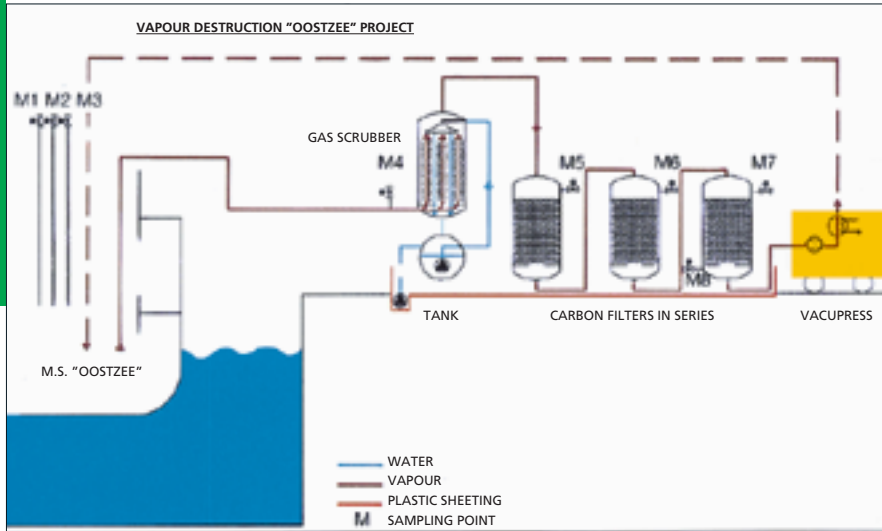 VAPOUR DESTRUCTION "OOSTZEE" PROJECT
M1 M2 M3
GAS SCRUBBER
M4
M5
M6
M7
M8
TANK
CARBON FILTERS IN SERIES
VACUPRESS
M.S. "OOSTZEE"
WATER
VAPOUR
PLASTIC SHEETING
M SAMPLING POINT